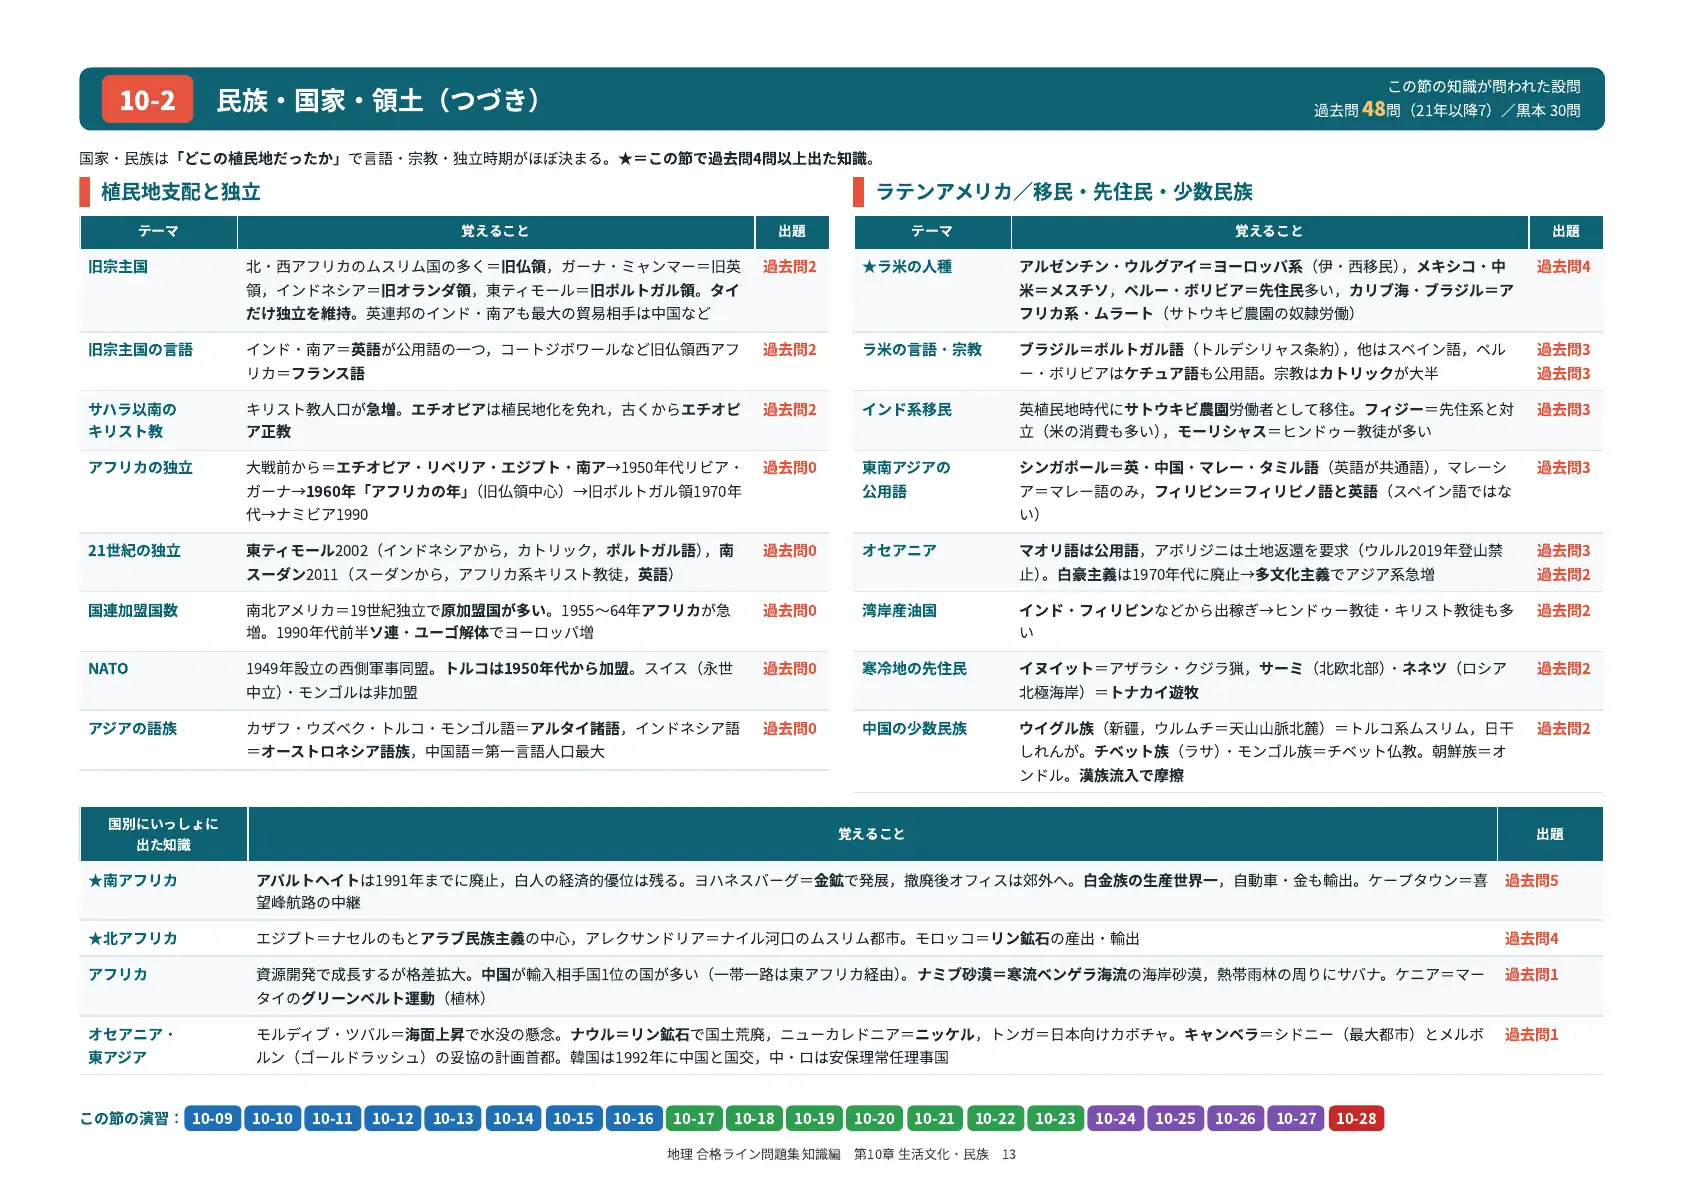 10-2 民族・国家・領土（つづき）
この節の知識が問われた設問
過去問 48問（21年以降7）／黒本 30問
国家・民族は「どこの植民地だったか」で言語・宗教・独立時期がほぼ決まる。★＝この節で過去問4問以上出た知識。
植民地支配と独立
テーマ 覚えること 出題
旧宗主国 北・西アフリカのムスリム国の多く＝旧仏領，ガーナ・ミャンマー＝旧英 過去問2
領，インドネシア＝旧オランダ領，東ティモール＝旧ポルトガル領。タイ
だけ独立を維持。英連邦のインド・南アも最大の貿易相手は中国など
旧宗主国の言語 インド・南ア＝英語が公用語の一つ，コートジボワールなど旧仏領西アフ 過去問2
リカ＝フランス語
サハラ以南の キリスト教人口が急増。エチオピアは植民地化を免れ，古くからエチオピ 過去問2
キリスト教 ア正教
アフリカの独立 大戦前から＝エチオピア・リベリア・エジプト・南ア→1950年代リビア・ 過去問0
ガーナ→1960年「アフリカの年」（旧仏領中心）→旧ポルトガル領1970年
代→ナミビア1990
21世紀の独立 東ティモール2002（インドネシアから，カトリック，ポルトガル語），南 過去問0
スーダン2011（スーダンから，アフリカ系キリスト教徒，英語）
国連加盟国数 南北アメリカ＝19世紀独立で原加盟国が多い。1955～64年アフリカが急 過去問0
増。1990年代前半ソ連・ユーゴ解体でヨーロッパ増
NATO 1949年設立の西側軍事同盟。トルコは1950年代から加盟。スイス（永世 過去問0
中立）・モンゴルは非加盟
アジアの語族 カザフ・ウズベク・トルコ・モンゴル語＝アルタイ諸語，インドネシア語 過去問0
＝オーストロネシア語族，中国語＝第一言語人口最大
ラテンアメリカ／移民・先住民・少数民族
テーマ 覚えること 出題
★ラ米の人種 アルゼンチン・ウルグアイ＝ヨーロッパ系（伊・西移民），メキシコ・中 過去問4
米＝メスチソ，ペルー・ボリビア＝先住民多い，カリブ海・ブラジル＝ア
フリカ系・ムラート（サトウキビ農園の奴隷労働）
ラ米の言語・宗教 ブラジル＝ポルトガル語（トルデシリャス条約），他はスペイン語，ペル 過去問3
ー・ボリビアはケチュア語も公用語。宗教はカトリックが大半 過去問3
インド系移民 英植民地時代にサトウキビ農園労働者として移住。フィジー＝先住系と対 過去問3
立（米の消費も多い），モーリシャス＝ヒンドゥー教徒が多い
東南アジアの シンガポール＝英・中国・マレー・タミル語（英語が共通語），マレーシ 過去問3
公用語 ア＝マレー語のみ，フィリピン＝フィリピノ語と英語（スペイン語ではな
い）
オセアニア マオリ語は公用語，アボリジニは土地返還を要求（ウルル2019年登山禁 過去問3
止）。白豪主義は1970年代に廃止→多文化主義でアジア系急増 過去問2
湾岸産油国 インド・フィリピンなどから出稼ぎ→ヒンドゥー教徒・キリスト教徒も多 過去問2
い
寒冷地の先住民 イヌイット＝アザラシ・クジラ猟，サーミ（北欧北部）・ネネツ（ロシア 過去問2
北極海岸）＝トナカイ遊牧
中国の少数民族 ウイグル族（新疆，ウルムチ＝天山山脈北麓）＝トルコ系ムスリム，日干 過去問2
しれんが。チベット族（ラサ）・モンゴル族＝チベット仏教。朝鮮族＝オ
ンドル。漢族流入で摩擦
国別にいっしょに 覚えること 出題
出た知識
★南アフリカ アパルトヘイトは1991年までに廃止，白人の経済的優位は残る。ヨハネスバーグ＝金鉱で発展，撤廃後オフィスは郊外へ。白金族の生産世界一，自動車・金も輸出。ケープタウン＝喜 過去問5
望峰航路の中継
★北アフリカ エジプト＝ナセルのもとアラブ民族主義の中心，アレクサンドリア＝ナイル河口のムスリム都市。モロッコ＝リン鉱石の産出・輸出 過去問4
アフリカ 資源開発で成長するが格差拡大。中国が輸入相手国1位の国が多い（一帯一路は東アフリカ経由）。ナミブ砂漠＝寒流ベンゲラ海流の海岸砂漠，熱帯雨林の周りにサバナ。ケニア＝マー 過去問1
タイのグリーンベルト運動（植林）
オセアニア・ モルディブ・ツバル＝海面上昇で水没の懸念。ナウル＝リン鉱石で国土荒廃，ニューカレドニア＝ニッケル，トンガ＝日本向けカボチャ。キャンベラ＝シドニー（最大都市）とメルボ 過去問1
東アジア ルン（ゴールドラッシュ）の妥協の計画首都。韓国は1992年に中国と国交，中・ロは安保理常任理事国
この節の演習： 10-09 10-10 10-11 10-12 10-13 10-14 10-15 10-16 10-17 10-18 10-19 10-20 10-21 10-22 10-23 10-24 10-25 10-26 10-27 10-28
地理 合格ライン問題集 知識編 第10章 生活文化・民族 13